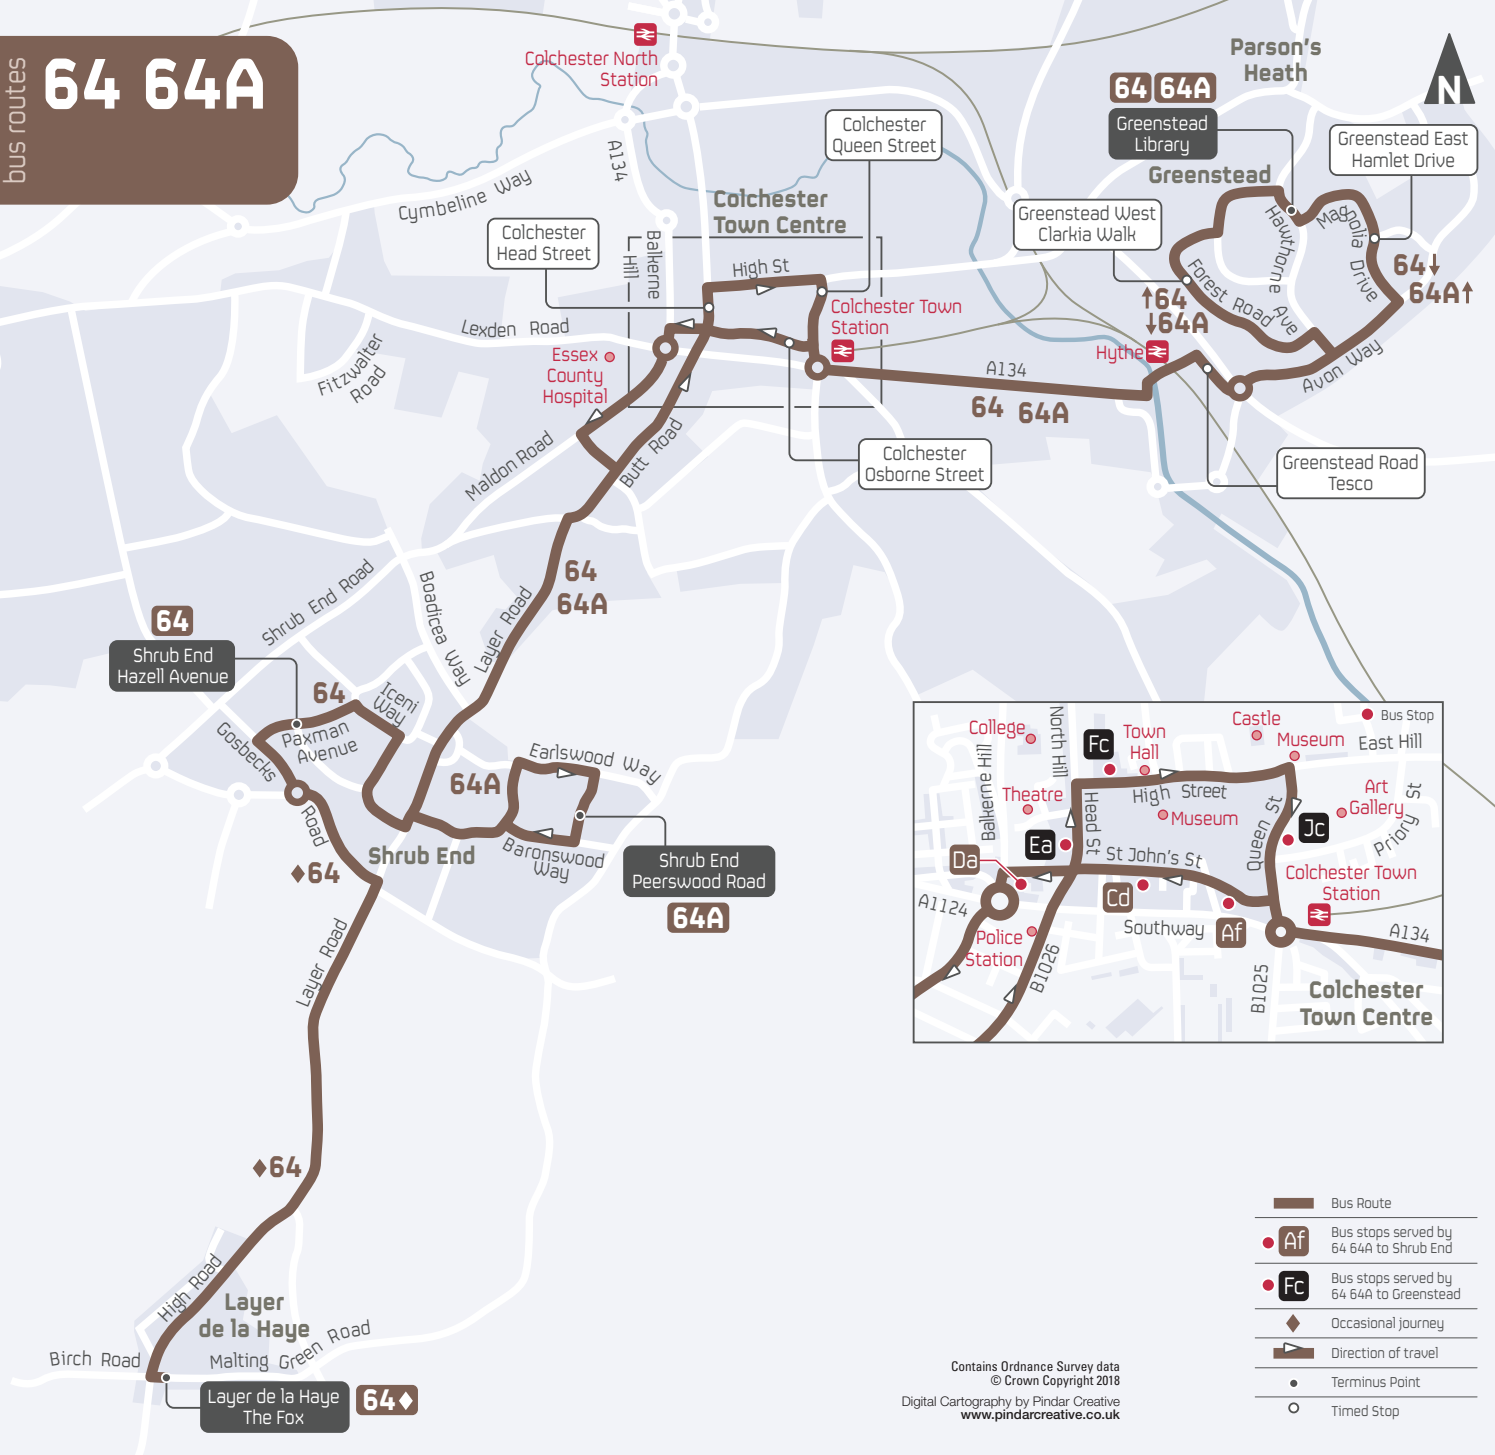 bus routes
64 64A
Colchester North
Station
Parson's
Heath
N
64 64A
Greenstead
Library
Greenstead East
Hamlet Drive
Greenstead
Colchester
Queen Street
A134
Cymbeline Way
Colchester
Town Centre
Greenstead West
Clarkia Walk
Colchester
Head Street
Balkerne
Hill
High St
Hawthorne
Ave
Magnolia Drive
Forest Road
64
64A
64
64A
Colchester Town
Station
Lexden Road
Fitzwalter
Road
Essex
County
Hospital
Hythe
A134
Avon Way
64 64A
Maldon Road
Butt Road
Colchester
Osborne Street
Greenstead Road
Tesco
64
64A
Shrub End Road
Boadicea Way
Layer Road
64
Shrub End
Hazell Avenue
64
Iceni
Way
Gosbecks
Road
Paxman
Avenue
64A
Earlswood Way
Baronswood
Way
Shrub End
Shrub End
Peerswood Road
64A
64
Layer Road
64
High Road
Layer
de la Haye
Birch Road
Malting Green Road
Layer de la Haye
The Fox
64
College
North Hill
Fc
Town
Hall
Castle
Museum
Bus Stop
East Hill
Balkerne Hill
Theatre
Head St
High Street
Museum
Queen St
Art
Gallery
Priory St
Jc
Ea
Da
St John's St
Colchester Town
Station
A1124
Cd
Southway
Af
A134
Police
Station
B1026
B1025
Colchester
Town Centre
Bus Route
Af
Bus stops served by
64 64A to Shrub End
Fc
Bus stops served by
64 64A to Greenstead
Occasional journey
Direction of travel
Terminus Point
Timed Stop
Contains Ordnance Survey data
© Crown Copyright 2018
Digital Cartography by Pindar Creative
www.pindarcreative.co.uk